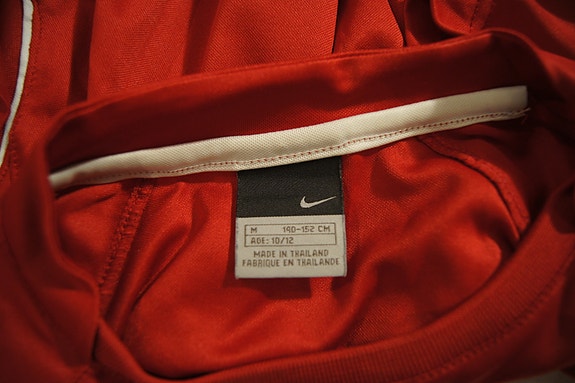 M 140-152 CM
AGE: 10/12
MADE IN THAILAND
FABRIQUE EN THAILANDE